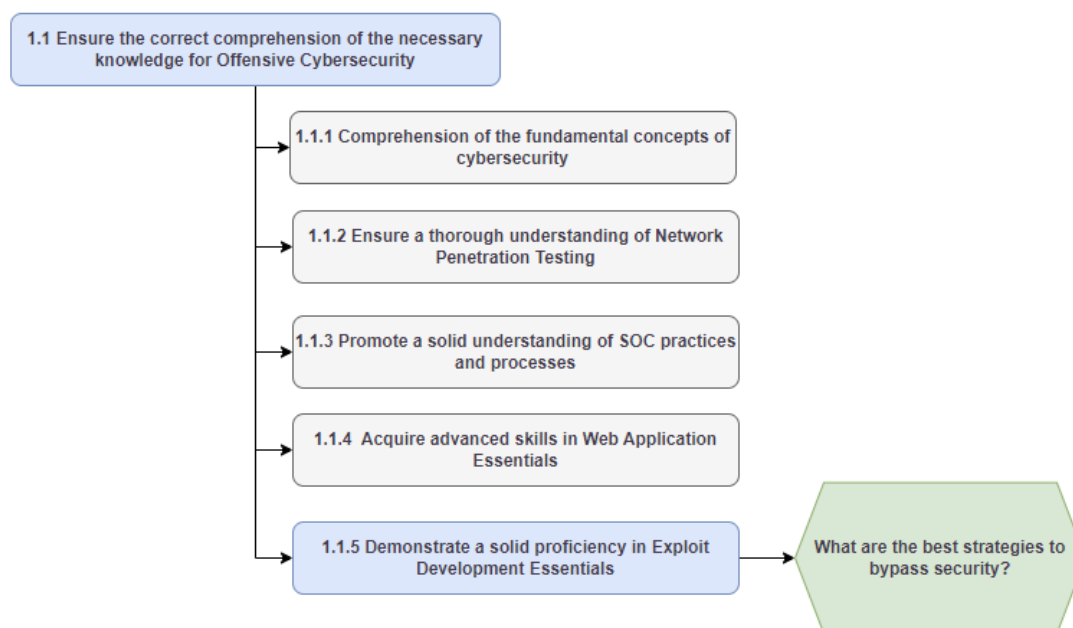 1.1 Ensure the correct comprehension of the necessary
knowledge for Offensive Cybersecurity
1.1.1 Comprehension of the fundamental concepts of
cybersecurity
1.1.2 Ensure a thorough understanding of Network
Penetration Testing
1.1.3 Promote a solid understanding of SOC practices
and processes
1.1.4 Acquire advanced skills in Web Application
Essentials
1.1.5 Demonstrate a solid proficiency in Exploit
Development Essentials
What are the best strategies to
bypass security?